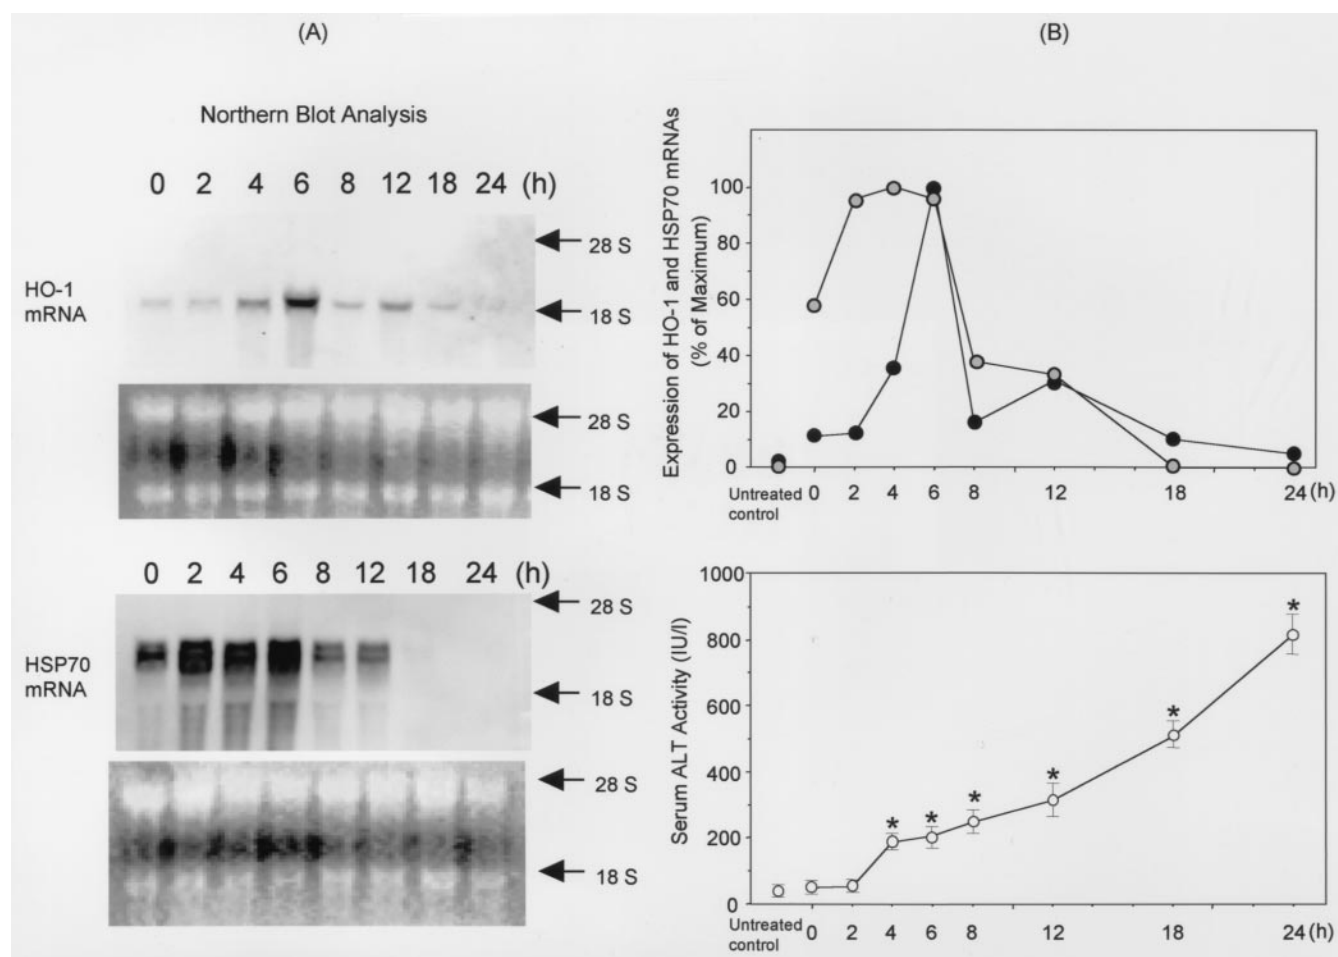 (A)
Northern Blot Analysis
0 2 4 6 8 12 18 24 (h)
HO-1
mRNA
28 S
18 S
28 S
18 S
0 2 4 6 8 12 18 24 (h)
HSP70
mRNA
28 S
18 S
28 S
18 S
(B)
Expression of HO-1 and HSP70 mRNAs
(% of Maximum)
100
80
60
40
20
0
Untreated
control
0 2 4 6 8 12 18 24 (h)
Serum ALT Activity (IU/l)
1000
800
600
400
200
0
*
*
*
*
*
*
Untreated
control
0 2 4 6 8 12 18 24 (h)